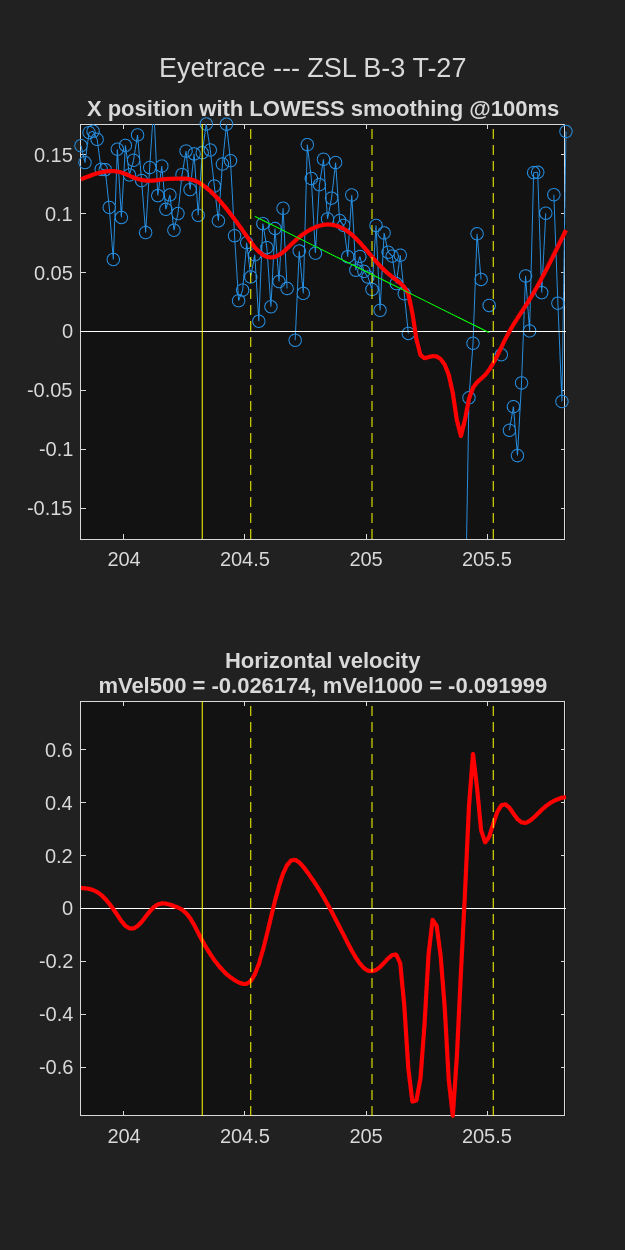 Eyetrace --- ZSL B-3 T-27
X position with LOWESS smoothing @100ms
0.15
0.1
0.05
0
-0.05
-0.1
-0.15
204 204.5 205 205.5
Horizontal velocity
mVel500 = -0.026174, mVel1000 = -0.091999
0.6
0.4
0.2
0
-0.2
-0.4
-0.6
204 204.5 205 205.5